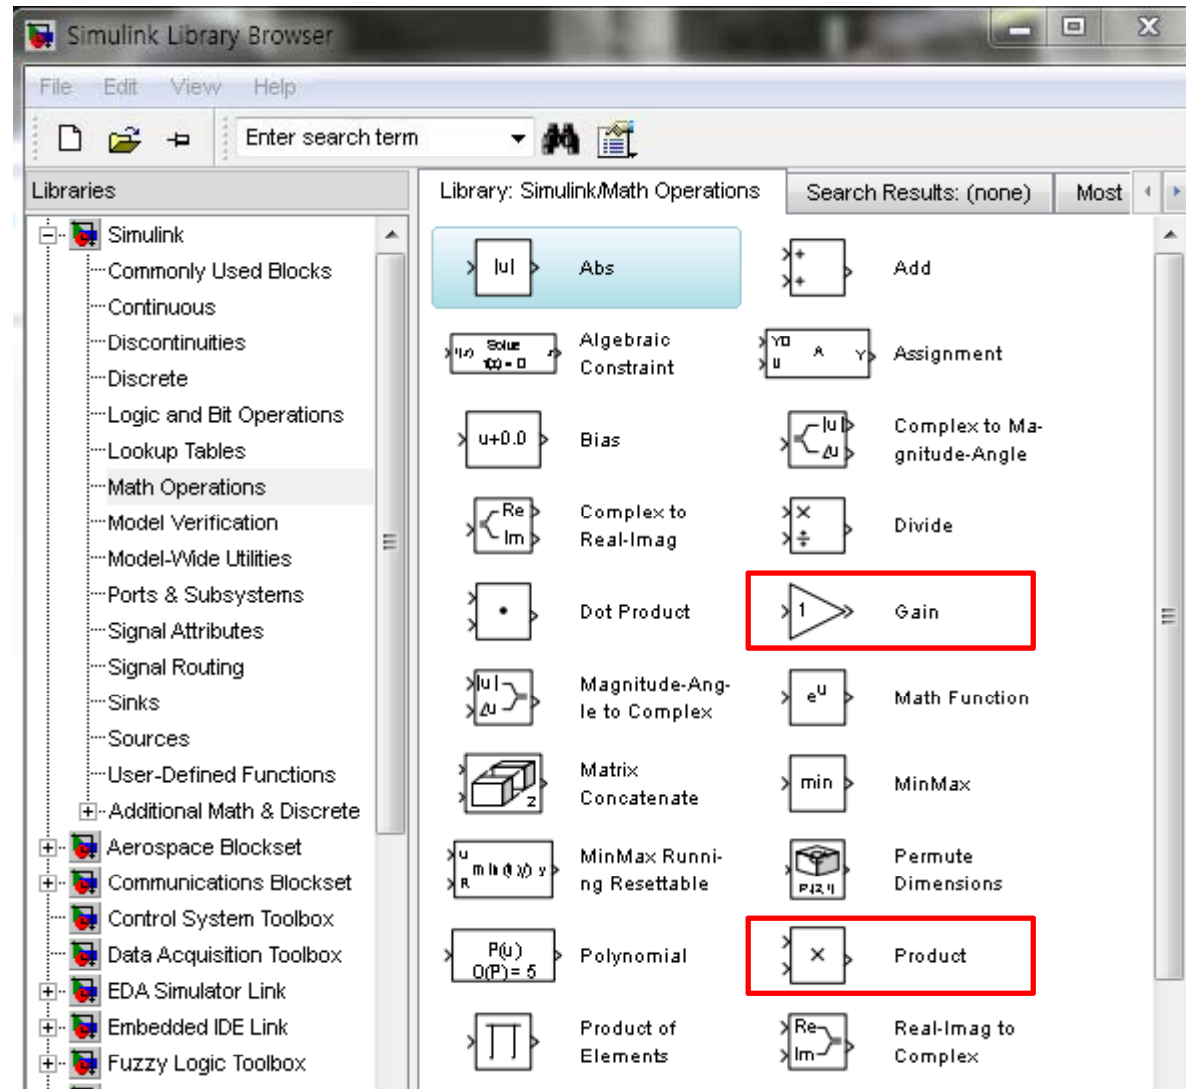 Simulink Library Browser
File Edit View Help
Enter search term
Libraries
Library: Simulink/Math Operations
Search Results: (none)
Most
Simulink
Commonly Used Blocks
Continuous
Discontinuities
Discrete
Logic and Bit Operations
Lookup Tables
Math Operations
Model Verification
Model-Wide Utilities
Ports & Subsystems
Signal Attributes
Signal Routing
Sinks
Sources
User-Defined Functions
Additional Math & Discrete
Aerospace Blockset
Communications Blockset
Control System Toolbox
Data Acquisition Toolbox
EDA Simulator Link
Embedded IDE Link
Fuzzy Logic Toolbox
|u|
Abs
+
+
Add
Solve
f(z) = 0
Algebraic
Constraint
Y0
U
A
Y
Assignment
u+0.0
Bias
|u|
∠u
Complex to Ma-
gnitude-Angle
Re
Im
Complex to
Real-Imag
×
÷
Divide
Dot Product
1
Gain
|u|
∠u
Magnitude-Ang-
le to Complex
e^u
Math Function
2
Matrix
Concatenate
min
MinMax
u
R
y
MinMax Runni-
ng Resettable
Permute
Dimensions
P(u)
O(P) = 5
Polynomial
×
Product
Product of
Elements
Re
Im
Real-Imag to
Complex